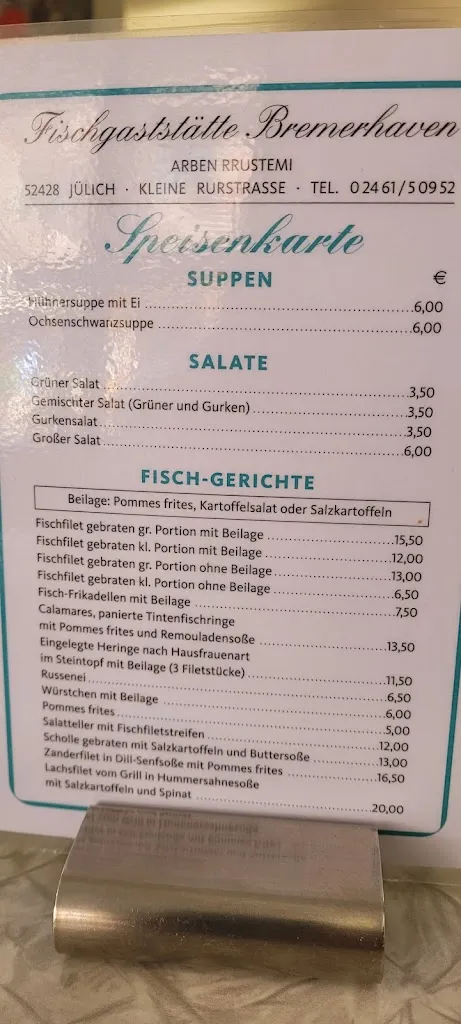 Fischgaststätte Bremerhaven
ARBEN RRUSTEMI
52428 JÜLICH · KLEINE RURSTRASSE · TEL. 02461/50952
Speisenkarte
SUPPEN €
Hühnersuppe mit Ei 6,00
Ochsenschwanzsuppe 6,00
SALATE
Grüner Salat 3,50
Gemischter Salat (Grüner und Gurken) 3,50
Gurkensalat 3,50
Großer Salat 6,00
FISCH-GERICHTE
Beilage: Pommes frites, Kartoffelsalat oder Salzkartoffeln
Fischfilet gebraten gr. Portion mit Beilage 15,50
Fischfilet gebraten kl. Portion mit Beilage 12,00
Fischfilet gebraten gr. Portion ohne Beilage 13,00
Fischfilet gebraten kl. Portion ohne Beilage 6,50
Fisch-Frikadellen mit Beilage 7,50
Calamares, panierte Tintenfischringe
mit Pommes frites und Remouladensoße 13,50
Eingelegte Heringe nach Hausfrauenart
im Steintopf mit Beilage (3 Filetstücke) 11,50
Russenei 6,50
Würstchen mit Beilage 6,00
Pommes frites 5,00
Salatteller mit Fischfiletstreifen 12,00
Scholle gebraten mit Salzkartoffeln und Buttersoße 13,00
Zanderfilet in Dill-Senfsoße mit Pommes frites 16,50
Lachsfilet vom Grill in Hummersahnesoße
mit Salzkartoffeln und Spinat 20,00